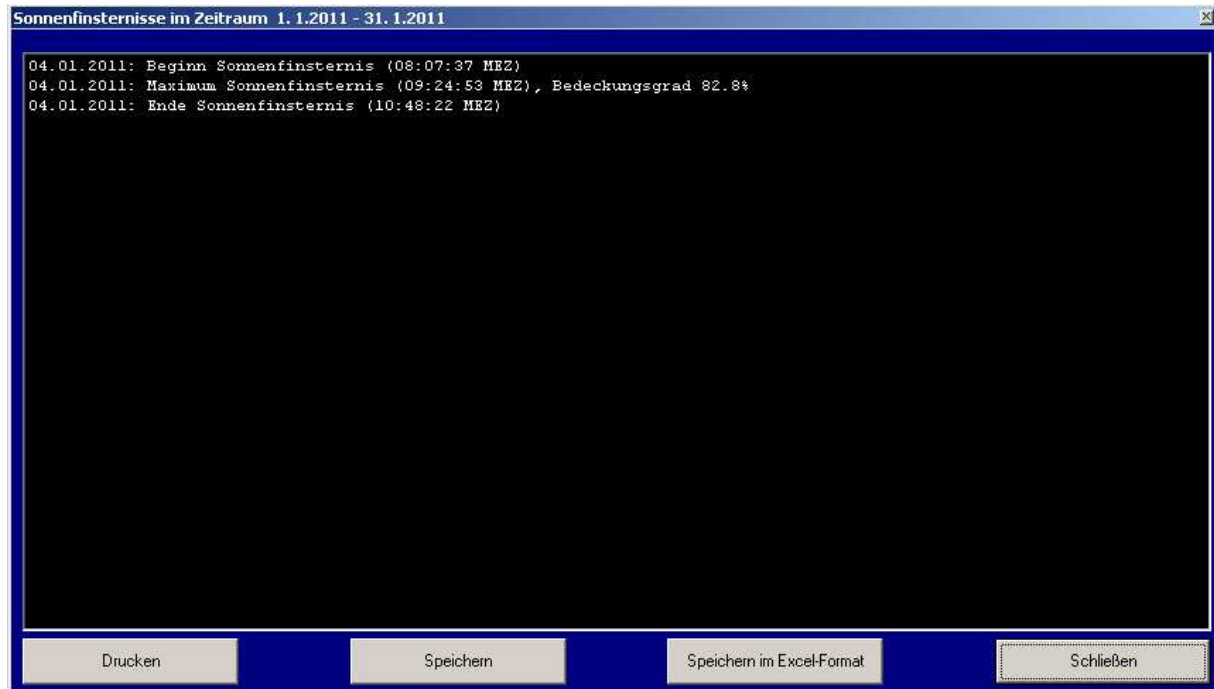 Sonnenfinsternisse im Zeitraum 1. 1.2011 - 31. 1.2011
04.01.2011: Beginn Sonnenfinsternis (08:07:37 MEZ)
04.01.2011: Maximum Sonnenfinsternis (09:24:53 MEZ), Bedeckungsgrad 82.8%
04.01.2011: Ende Sonnenfinsternis (10:48:22 MEZ)
Drucken Speichern Speichern im Excel-Format Schließen